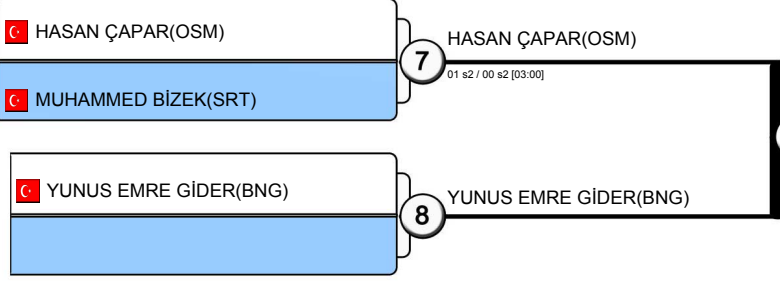 HASAN ÇAPAR(OSM)
MUHAMMED BİZEK(SRT)
7
HASAN ÇAPAR(OSM)
01 s2 / 00 s2 [03:00]
YUNUS EMRE GİDER(BNG)
8
YUNUS EMRE GİDER(BNG)